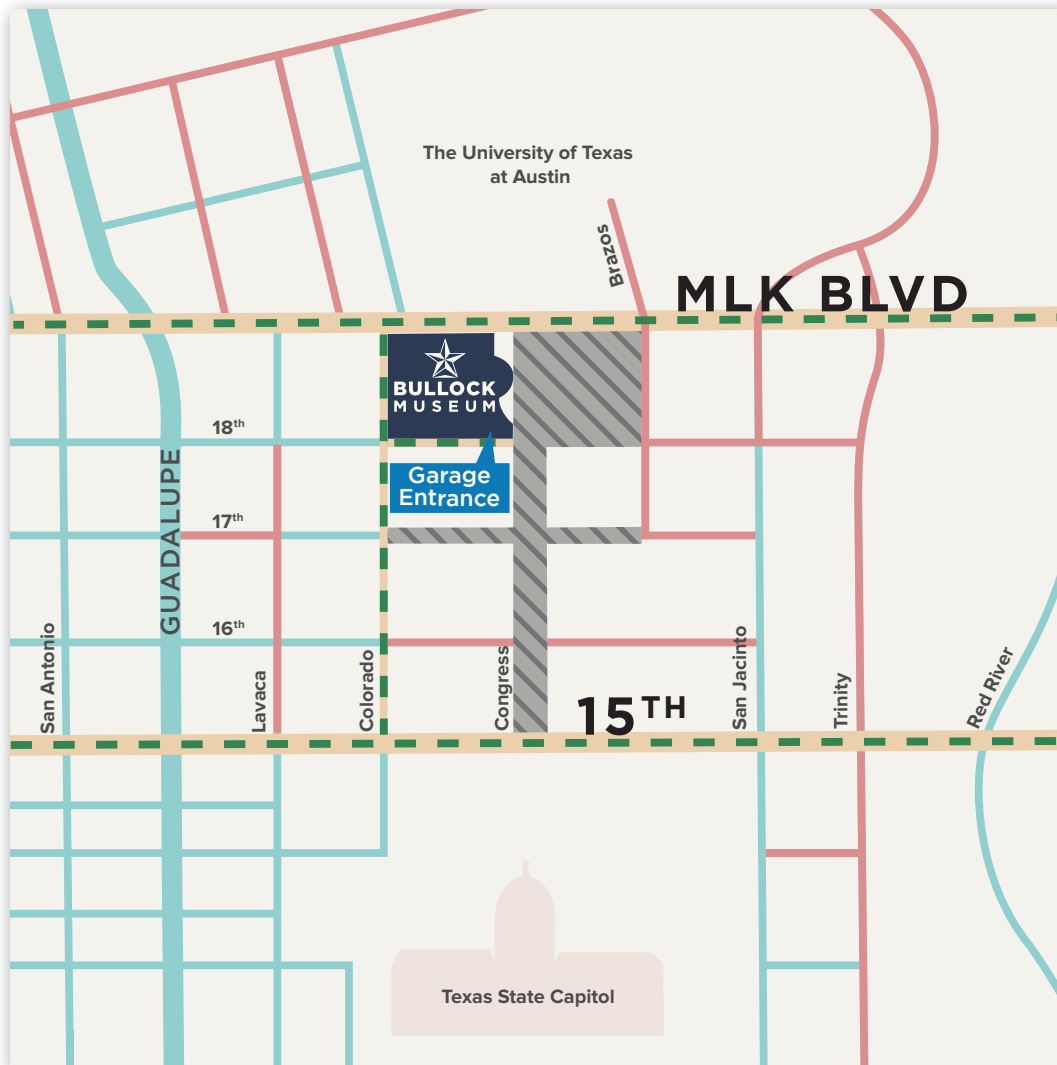 The University of Texas
at Austin
Brazos
MLK BLVD
BULLOCK
MUSEUM
18th
Garage
Entrance
GUADALUPE
17th
16th
San Antonio
Lavaca
Colorado
Congress
15TH
San Jacinto
Trinity
Red River
Texas State Capitol